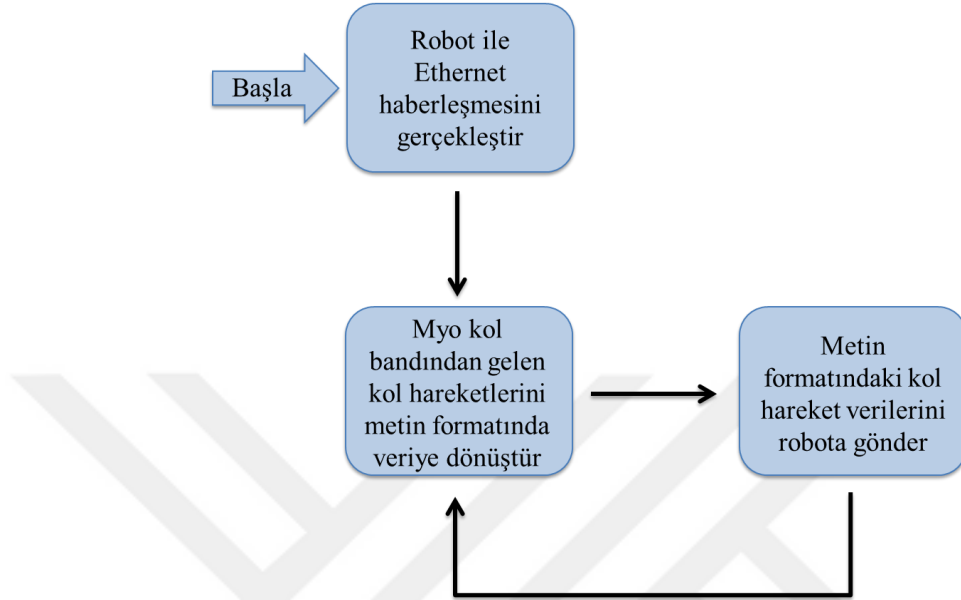 Başla
Robot ile
Ethernet
haberleşmesini
gerçekleştir
Myo kol
bandından gelen
kol hareketlerini
metin formatında
veriye dönüştür
Metin
formatındaki kol
hareket verilerini
robota gönder